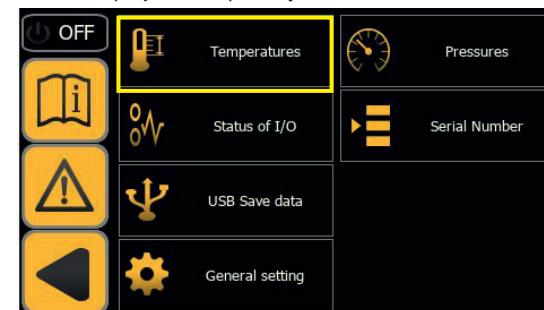 OFF
Temperatures
Pressures
Status of I/O
Serial Number
USB Save data
General setting